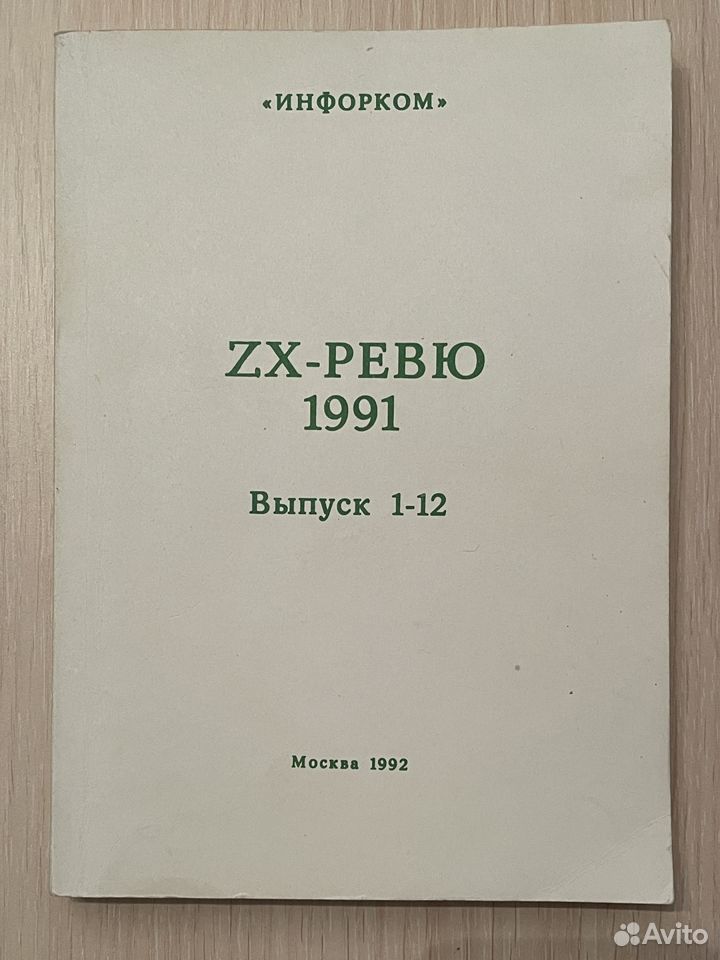 «ИНФОРКОМ»
ZX-РЕВЮ
1991
Выпуск 1-12
Москва 1992
Avito